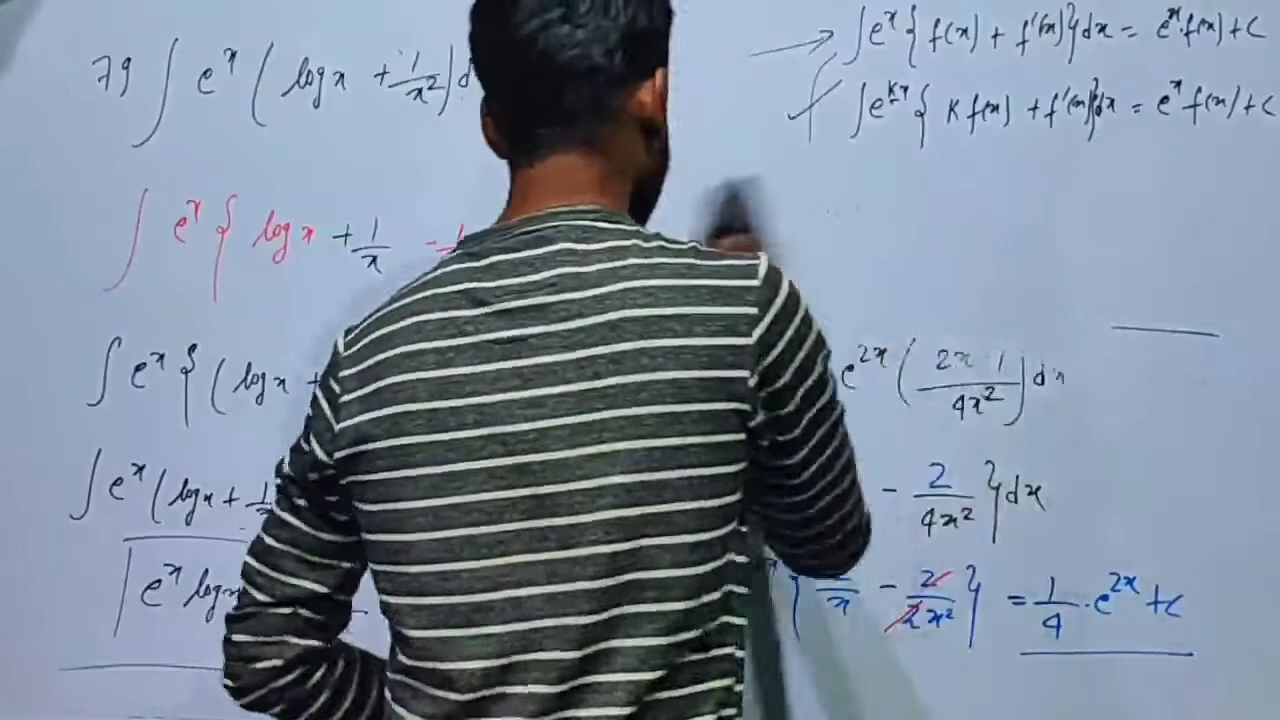 79 ∫ e^x ( log x + 1/x² ) d
∫ e^x { log x + 1/x - 1
∫ e^x { ( log x +
∫ e^x ( log x + 1
e^x log x
→ ∫ e^x { f(x) + f'(x) } dx = e^x f(x) + c
∫ e^{kx} { k f(x) + f'(x) } dx = e^x f(x) + c
e^{2x} ( 2x 1 / 4x² ) dx
- 2/4x² } dx
{ /x - 2/2x² } = 1/4 . e^{2x} + c